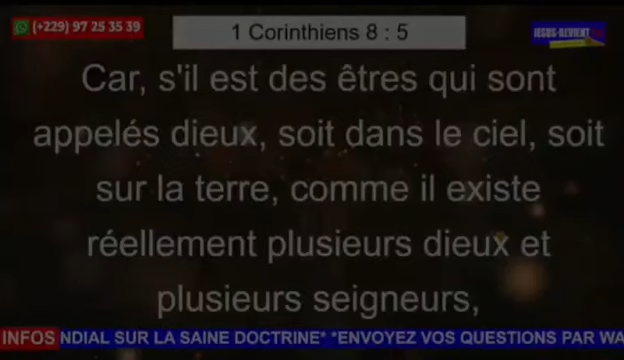 (+229) 97 25 35 39
1 Corinthiens 8 : 5
JESUS-REVIENT
Car, s'il est des êtres qui sont
appelés dieux, soit dans le ciel, soit
sur la terre, comme il existe
réellement plusieurs dieux et
plusieurs seigneurs,
INFOS NDIAL SUR LA SAINE DOCTRINE* *ENVOYEZ VOS QUESTIONS PAR WA